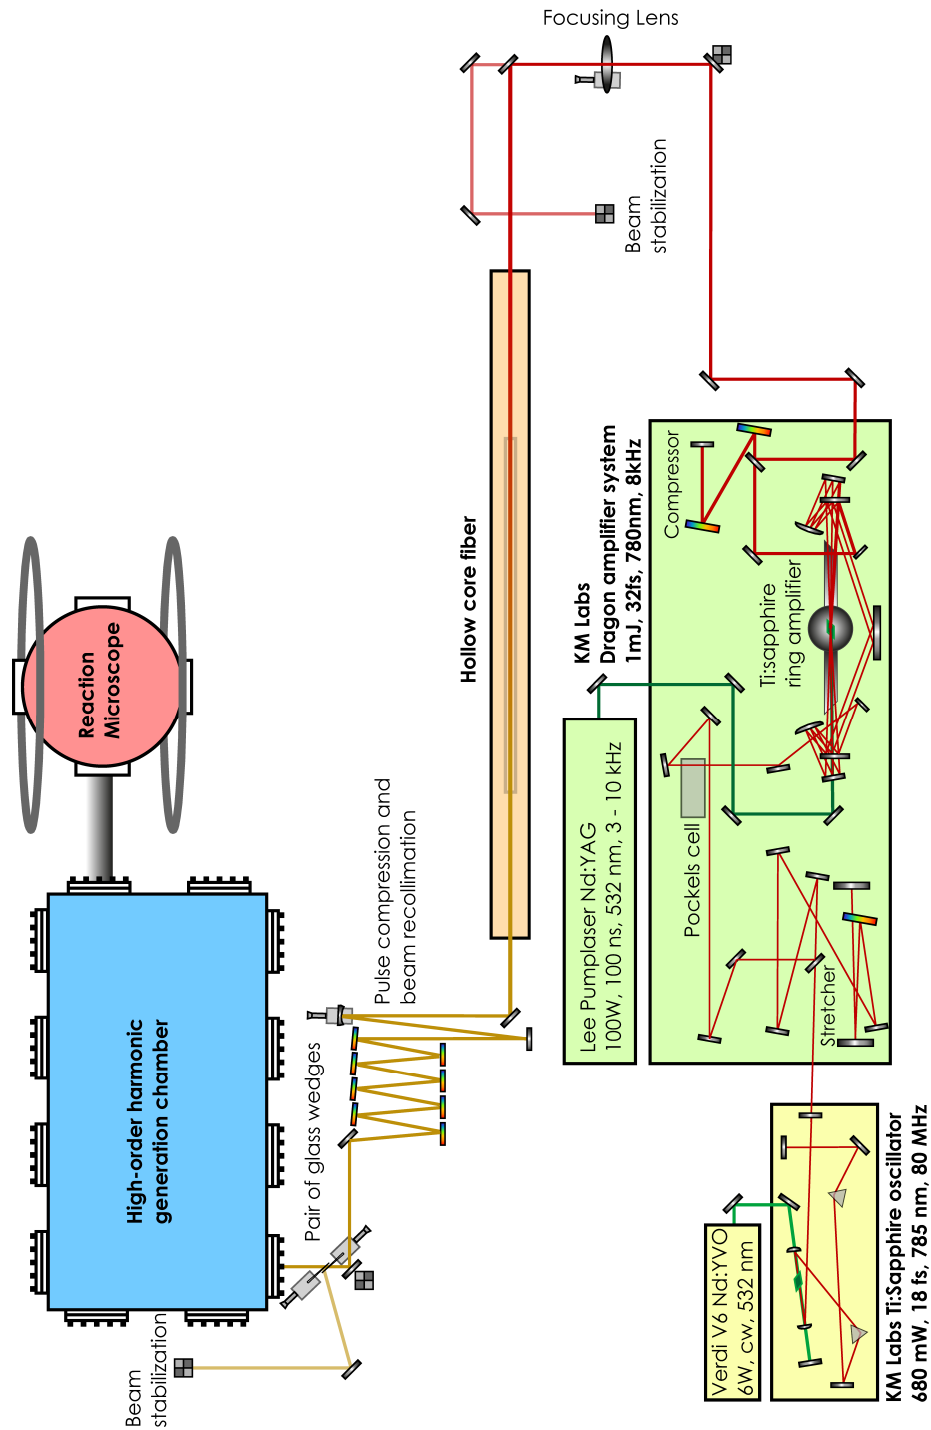 Focusing Lens
Beam
stabilization
Reaction
Microscope
Hollow core fiber
KM Labs
Dragon amplifier system
1mJ, 32fs, 780nm, 8kHz
Compressor
Ti:sapphire
ring amplifier
Lee Pumplaser Nd:YAG
100W, 100 ns, 532 nm, 3 - 10 kHz
Pockels cell
Stretcher
Pulse compression and
beam recollimation
High-order harmonic
generation chamber
Pair of glass wedges
Beam
stabilization
Verdi V6 Nd:YVO
6W, cw, 532 nm
KM Labs Ti:Sapphire oscillator
680 mW, 18 fs, 785 nm, 80 MHz